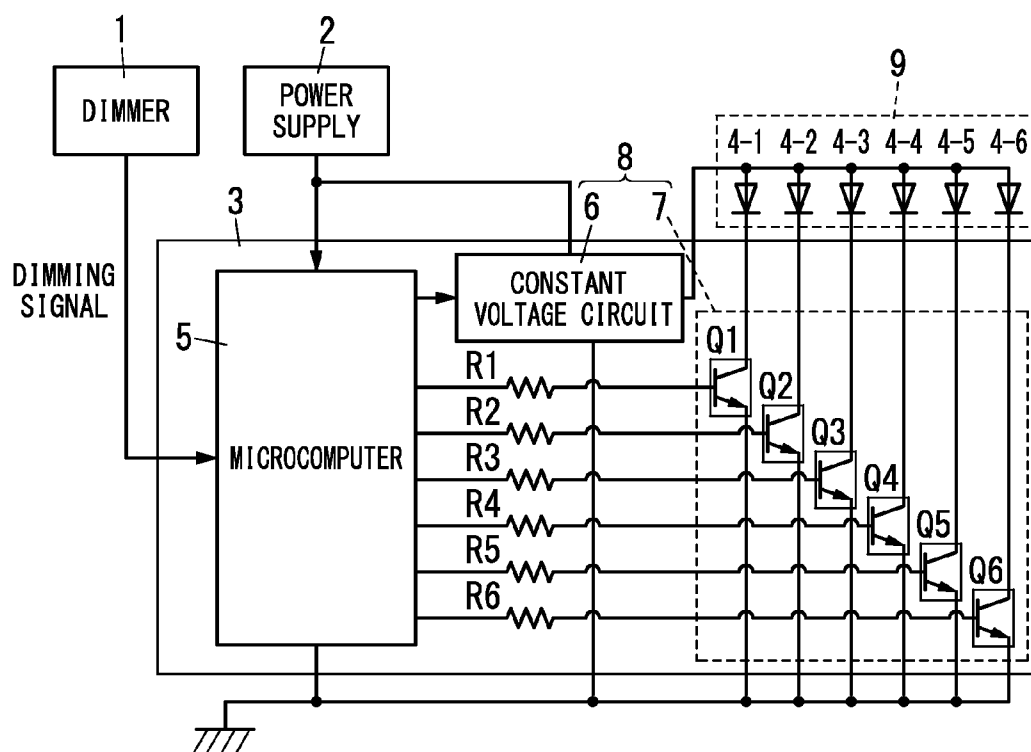 1
2
DIMMER
POWER
SUPPLY
9
4-1 4-2 4-3 4-4 4-5 4-6
8
3
6
7
DIMMING
SIGNAL
CONSTANT
VOLTAGE CIRCUIT
5
MICROCOMPUTER
R1
R2
R3
R4
R5
R6
Q1
Q2
Q3
Q4
Q5
Q6